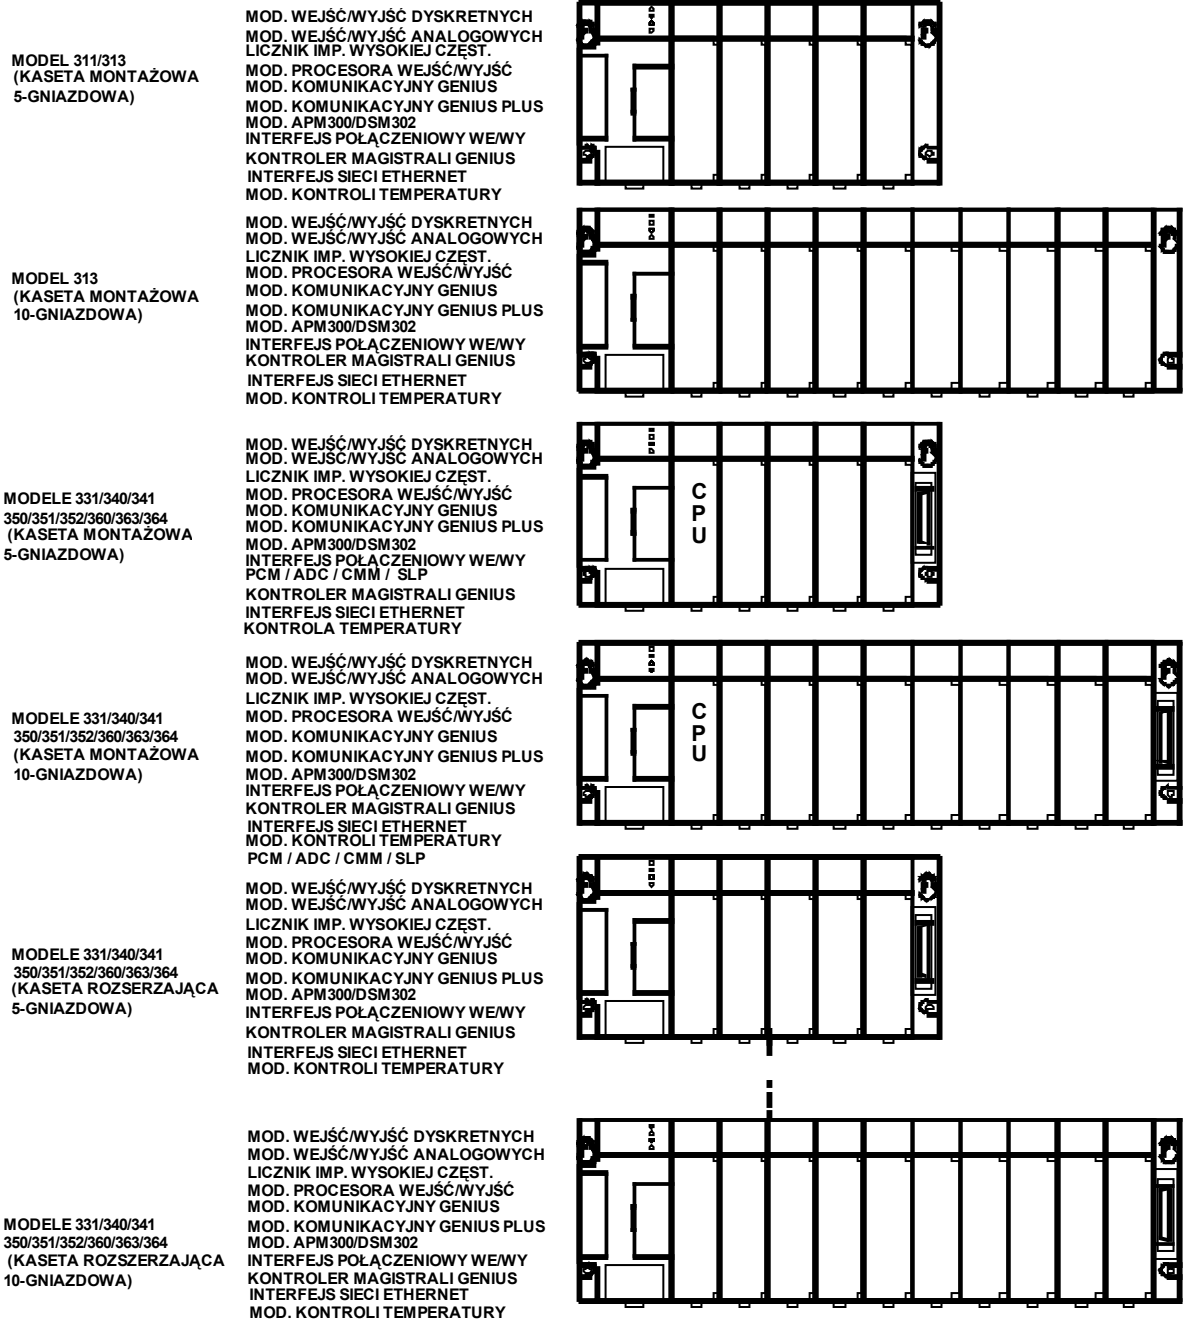 MODEL 311/313
(KASETA MONTAŻOWA
5-GNIAZDOWA)
MOD. WEJŚĆ/WYJŚĆ DYSKRETNYCH
MOD. WEJŚĆ/WYJŚĆ ANALOGOWYCH
LICZNIK IMP. WYSOKIEJ CZĘST.
MOD. PROCESORA WEJŚĆ/WYJŚĆ
MOD. KOMUNIKACYJNY GENIUS
MOD. KOMUNIKACYJNY GENIUS PLUS
MOD. APM300/DSM302
INTERFEJS POŁĄCZENIOWY WE/WY
KONTROLER MAGISTRALI GENIUS
INTERFEJS SIECI ETHERNET
MOD. KONTROLI TEMPERATURY
MODEL 313
(KASETA MONTAŻOWA
10-GNIAZDOWA)
MOD. WEJŚĆ/WYJŚĆ DYSKRETNYCH
MOD. WEJŚĆ/WYJŚĆ ANALOGOWYCH
LICZNIK IMP. WYSOKIEJ CZĘST.
MOD. PROCESORA WEJŚĆ/WYJŚĆ
MOD. KOMUNIKACYJNY GENIUS
MOD. KOMUNIKACYJNY GENIUS PLUS
MOD. APM300/DSM302
INTERFEJS POŁĄCZENIOWY WE/WY
KONTROLER MAGISTRALI GENIUS
INTERFEJS SIECI ETHERNET
MOD. KONTROLI TEMPERATURY
MODELE 331/340/341
350/351/352/360/363/364
(KASETA MONTAŻOWA
5-GNIAZDOWA)
MOD. WEJŚĆ/WYJŚĆ DYSKRETNYCH
MOD. WEJŚĆ/WYJŚĆ ANALOGOWYCH
LICZNIK IMP. WYSOKIEJ CZĘST.
MOD. PROCESORA WEJŚĆ/WYJŚĆ
MOD. KOMUNIKACYJNY GENIUS
MOD. KOMUNIKACYJNY GENIUS PLUS
MOD. APM300/DSM302
INTERFEJS POŁĄCZENIOWY WE/WY
PCM / ADC / CMM / SLP
KONTROLER MAGISTRALI GENIUS
INTERFEJS SIECI ETHERNET
KONTROLA TEMPERATURY
CPU
MODELE 331/340/341
350/351/352/360/363/364
(KASETA MONTAŻOWA
10-GNIAZDOWA)
MOD. WEJŚĆ/WYJŚĆ DYSKRETNYCH
MOD. WEJŚĆ/WYJŚĆ ANALOGOWYCH
LICZNIK IMP. WYSOKIEJ CZĘST.
MOD. PROCESORA WEJŚĆ/WYJŚĆ
MOD. KOMUNIKACYJNY GENIUS
MOD. KOMUNIKACYJNY GENIUS PLUS
MOD. APM300/DSM302
INTERFEJS POŁĄCZENIOWY WE/WY
KONTROLER MAGISTRALI GENIUS
INTERFEJS SIECI ETHERNET
MOD. KONTROLI TEMPERATURY
PCM / ADC / CMM / SLP
CPU
MODELE 331/340/341
350/351/352/360/363/364
(KASETA ROZSERZAJĄCA
5-GNIAZDOWA)
MOD. WEJŚĆ/WYJŚĆ DYSKRETNYCH
MOD. WEJŚĆ/WYJŚĆ ANALOGOWYCH
LICZNIK IMP. WYSOKIEJ CZĘST.
MOD. PROCESORA WEJŚĆ/WYJŚĆ
MOD. KOMUNIKACYJNY GENIUS
MOD. KOMUNIKACYJNY GENIUS PLUS
MOD. APM300/DSM302
INTERFEJS POŁĄCZENIOWY WE/WY
KONTROLER MAGISTRALI GENIUS
INTERFEJS SIECI ETHERNET
MOD. KONTROLI TEMPERATURY
MODELE 331/340/341
350/351/352/360/363/364
(KASETA ROZSZERZAJĄCA
10-GNIAZDOWA)
MOD. WEJŚĆ/WYJŚĆ DYSKRETNYCH
MOD. WEJŚĆ/WYJŚĆ ANALOGOWYCH
LICZNIK IMP. WYSOKIEJ CZĘST.
MOD. PROCESORA WEJŚĆ/WYJŚĆ
MOD. KOMUNIKACYJNY GENIUS
MOD. KOMUNIKACYJNY GENIUS PLUS
MOD. APM300/DSM302
INTERFEJS POŁĄCZENIOWY WE/WY
KONTROLER MAGISTRALI GENIUS
INTERFEJS SIECI ETHERNET
MOD. KONTROLI TEMPERATURY